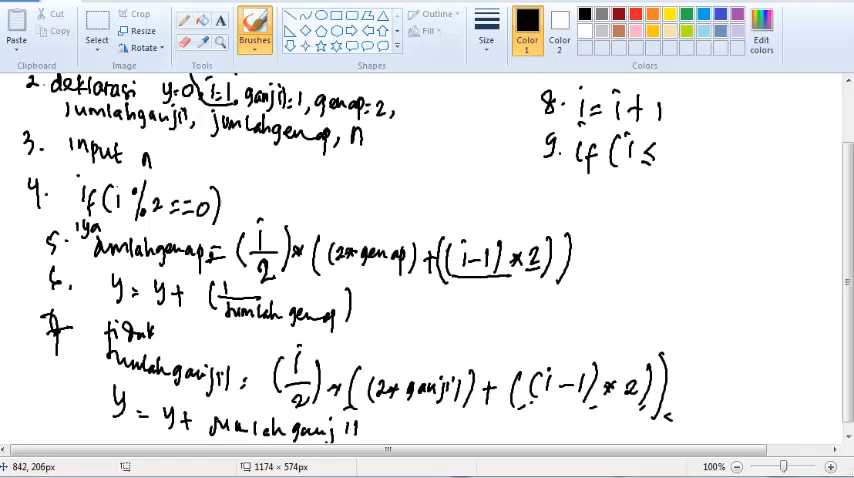 Paste
Cut
Copy
Clipboard
Select
Crop
Resize
Rotate
Image
A
Tools
Brushes
Shapes
Outline
Fill
Size
Color 1
Color 2
Colors
Edit colors
2. deklarasi y=0, i=1, ganjil=1, genap=2,
jumlahganjil, jumlahgenap, n
3. input n
4. if(i%2==0)
iya
5. jumlahgenap= (i/2)*((2*genap)+((i-1)*2))
6. y = y + (1/jumlahgenap)
7 tidak
jumlahganjil = (i/2)*((2*ganjil)+((i-1)*2))
y = y + jumlahganjil
8. i = i + 1
9. if (i ≤
842, 206px
1174 × 574px
100%